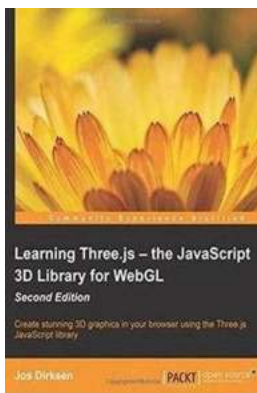 Community Experience Distilled
Learning Three.js – the JavaScript
3D Library for WebGL
Second Edition
Create stunning 3D graphics in your browser using the Three.js
JavaScript library
Jos Dirksen
PACKT open source*